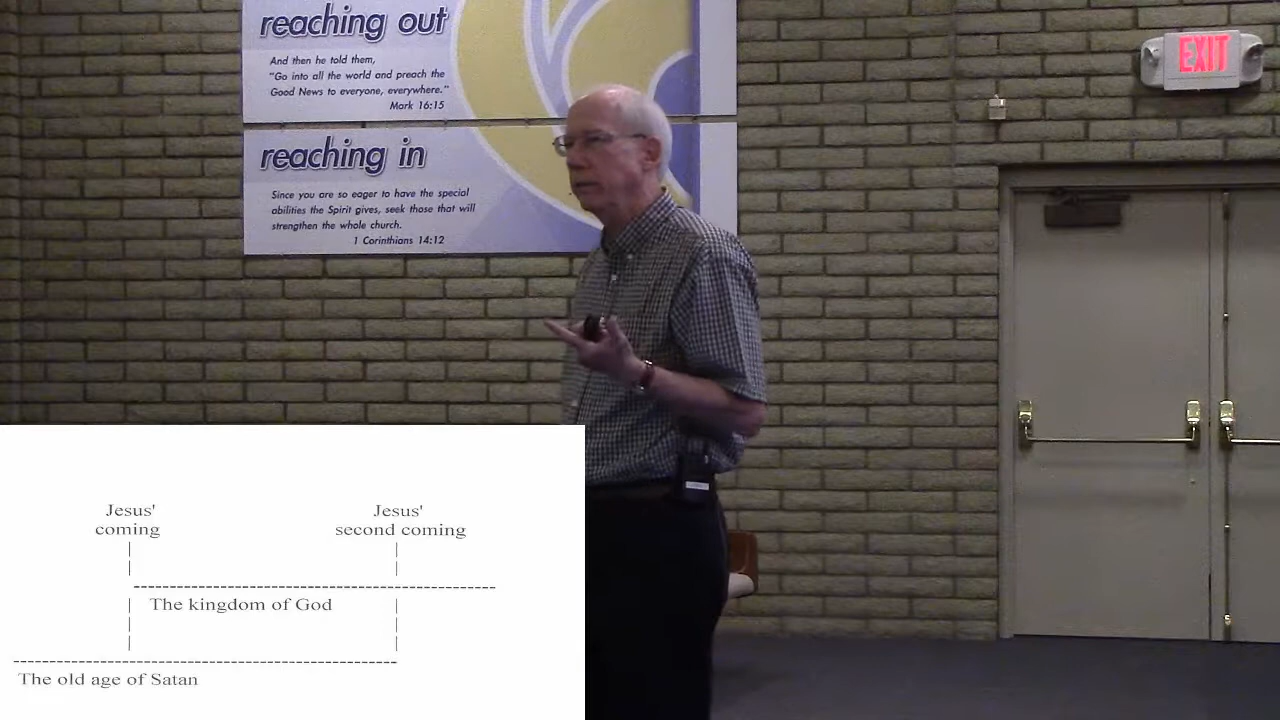 reaching out
And then he told them,
"Go into all the world and preach the
Good News to everyone, everywhere."
Mark 16:15
reaching in
Since you are so eager to have the special
abilities the Spirit gives, seek those that will
strengthen the whole church.
1 Corinthians 14:12
EXIT
Jesus'
coming
Jesus'
second coming
The kingdom of God
The old age of Satan